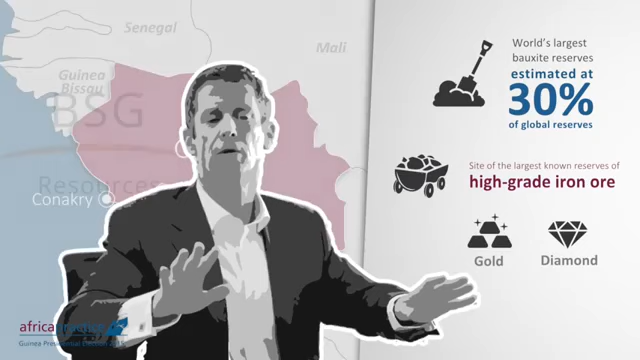 Senegal
Mali
Guinea
Bissau
BSG
Resources
Conakry
World's largest
bauxite reserves
estimated at
30%
of global reserves
Site of the largest known reserves of
high-grade iron ore
Gold
Diamond
africa
Guinea